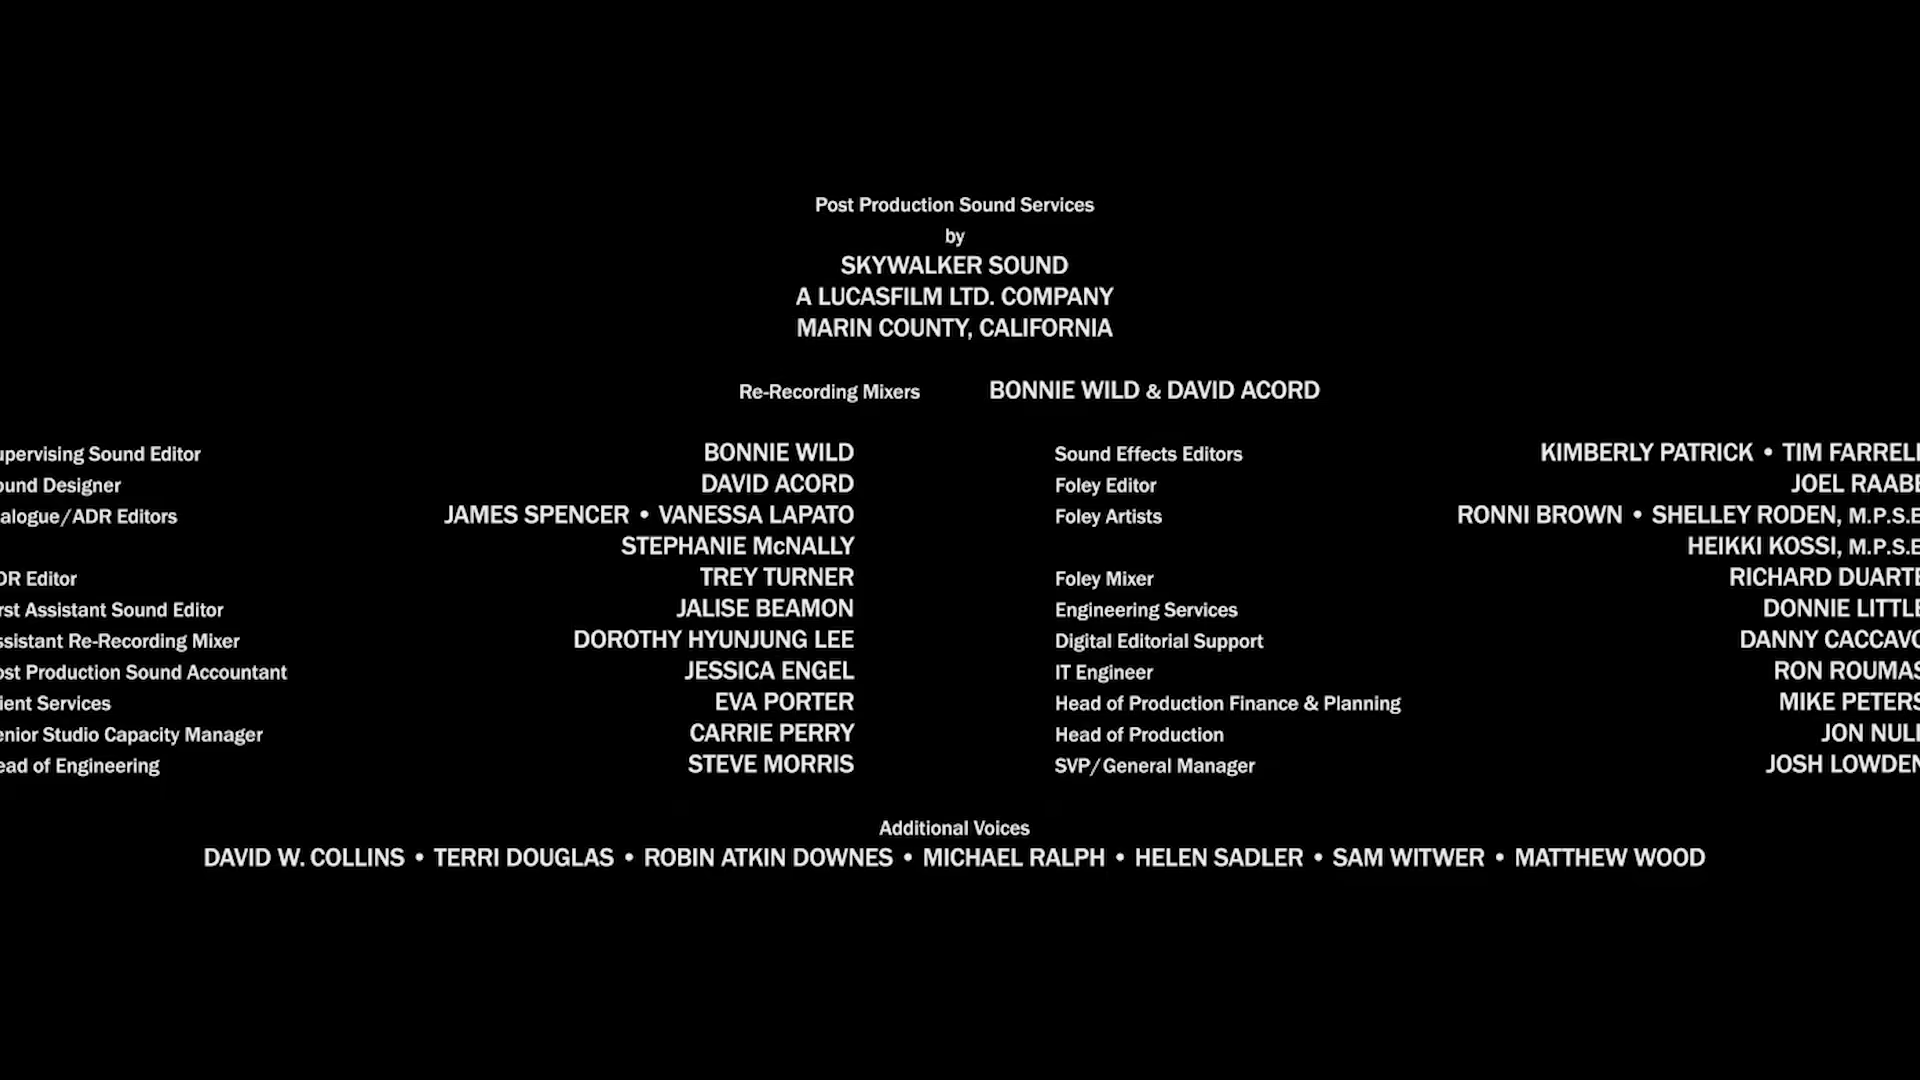 Post Production Sound Services
by
SKYWALKER SOUND
A LUCASFILM LTD. COMPANY
MARIN COUNTY, CALIFORNIA
Re-Recording Mixers BONNIE WILD & DAVID ACORD
upervising Sound Editor BONNIE WILD Sound Effects Editors KIMBERLY PATRICK • TIM FARRELL
ound Designer DAVID ACORD Foley Editor JOEL RAABE
ialogue/ADR Editors JAMES SPENCER • VANESSA LAPATO Foley Artists RONNI BROWN • SHELLEY RODEN, M.P.S.E
STEPHANIE McNALLY HEIKKI KOSSI, M.P.S.E
DR Editor TREY TURNER Foley Mixer RICHARD DUARTE
rst Assistant Sound Editor JALISE BEAMON Engineering Services DONNIE LITTLE
ssistant Re-Recording Mixer DOROTHY HYUNJUNG LEE Digital Editorial Support DANNY CACCAVO
ost Production Sound Accountant JESSICA ENGEL IT Engineer RON ROUMAS
ient Services EVA PORTER Head of Production Finance & Planning MIKE PETERS
enior Studio Capacity Manager CARRIE PERRY Head of Production JON NULL
ead of Engineering STEVE MORRIS SVP/General Manager JOSH LOWDEN
Additional Voices
DAVID W. COLLINS • TERRI DOUGLAS • ROBIN ATKIN DOWNES • MICHAEL RALPH • HELEN SADLER • SAM WITWER • MATTHEW WOOD